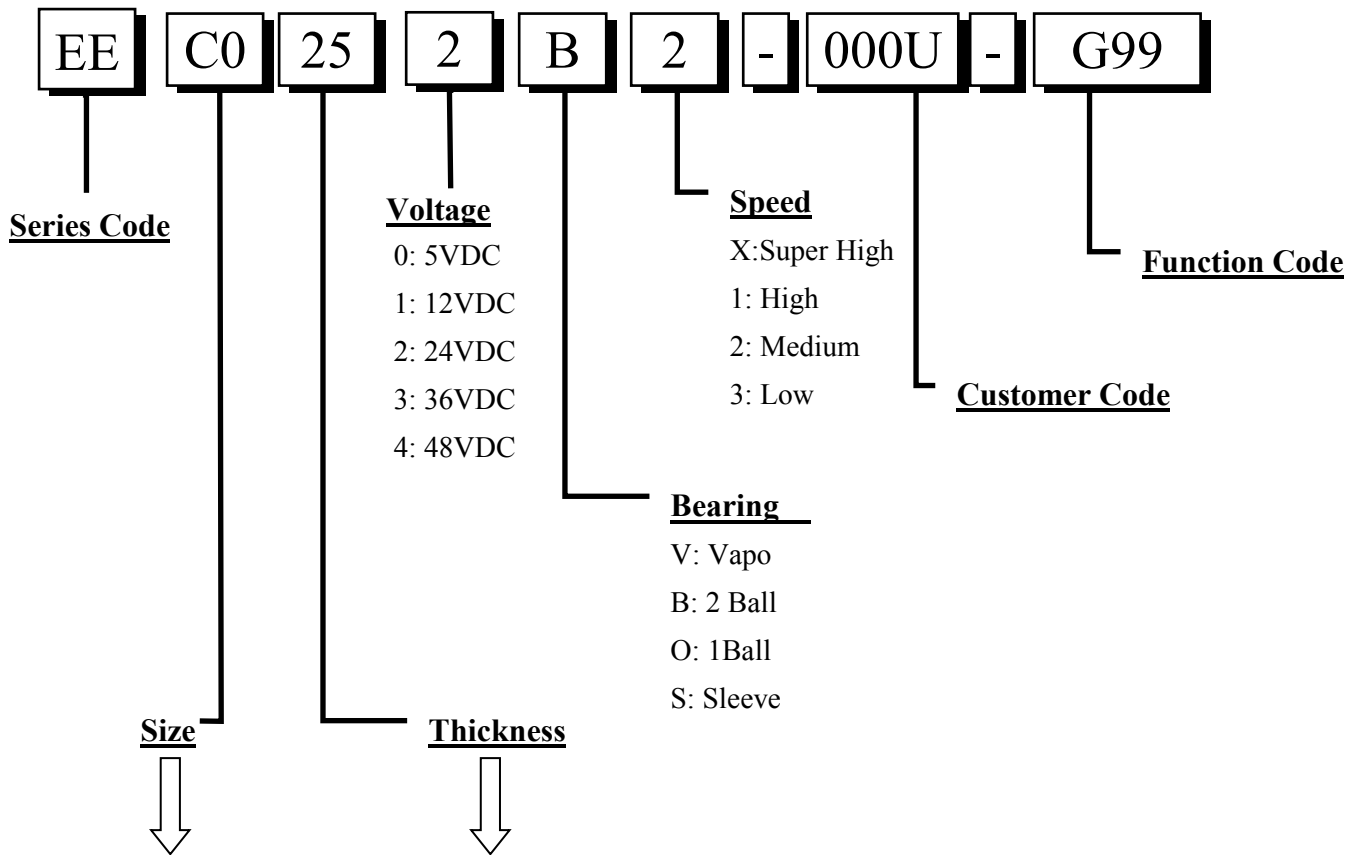 EE C0 25 2 B 2 - 000U - G99
Series Code
Voltage
0: 5VDC
1: 12VDC
2: 24VDC
3: 36VDC
4: 48VDC
Speed
X:Super High
1: High
2: Medium
3: Low
Function Code
Customer Code
Bearing
V: Vapo
B: 2 Ball
O: 1Ball
S: Sleeve
Size
Thickness